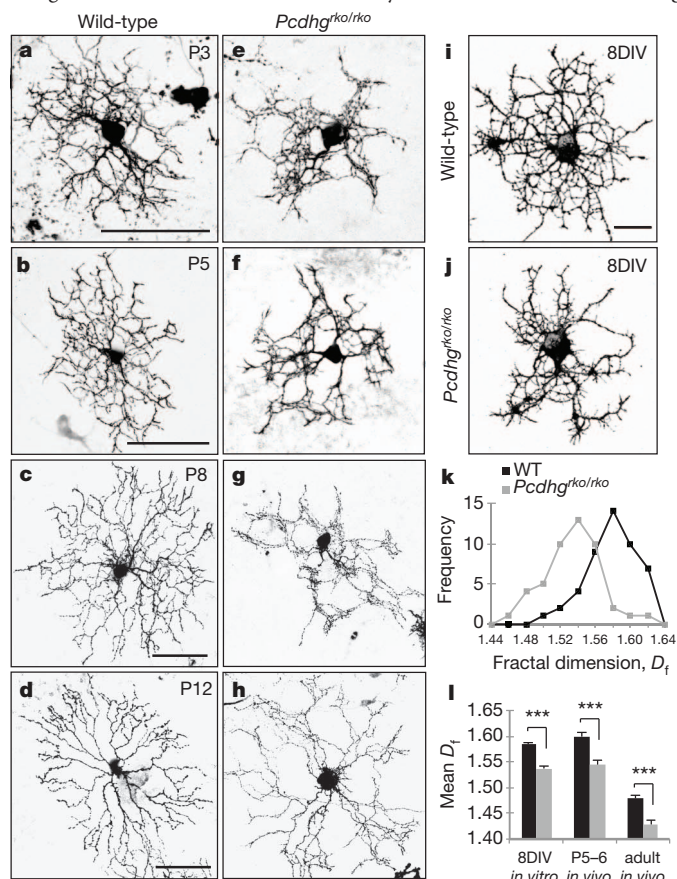 Wild-type Pcdhg^rko/rko
a P3 e i 8DIV
Wild-type
b P5 f j 8DIV
Pcdhg^rko/rko
c P8 g
k WT
Pcdhg^rko/rko
15
10
5
0
Frequency
1.44 1.48 1.52 1.56 1.60 1.64
Fractal dimension, D_f
d P12 h
l
1.65
1.60
1.55
1.50
1.45
1.40
Mean D_f
*** *** ***
8DIV P5–6 adult
in vitro in vivo in vivo